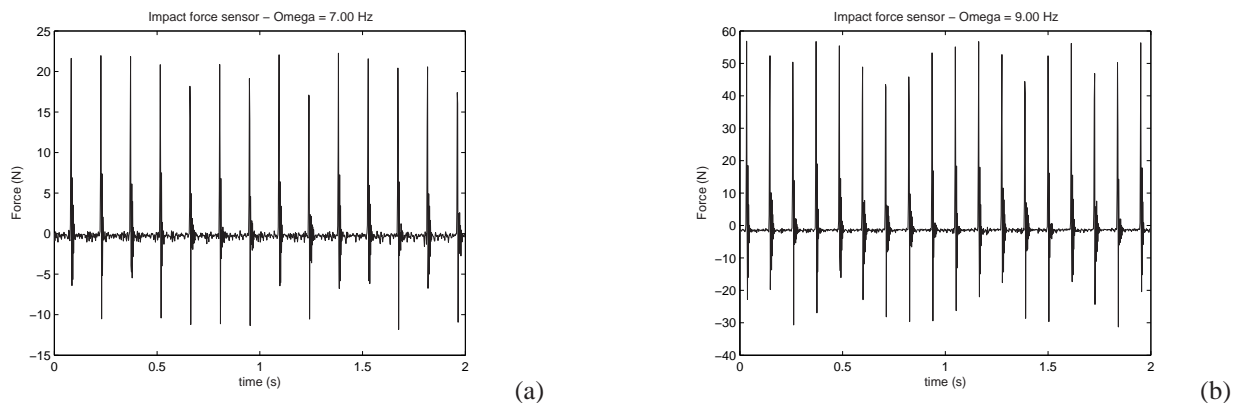 Impact force sensor – Omega = 7.00 Hz
25
20
15
10
5
0
−5
−10
−15
Force (N)
0 0.5 1 1.5 2
time (s)
(a)
Impact force sensor – Omega = 9.00 Hz
60
50
40
30
20
10
0
−10
−20
−30
−40
Force (N)
0 0.5 1 1.5 2
time (s)
(b)